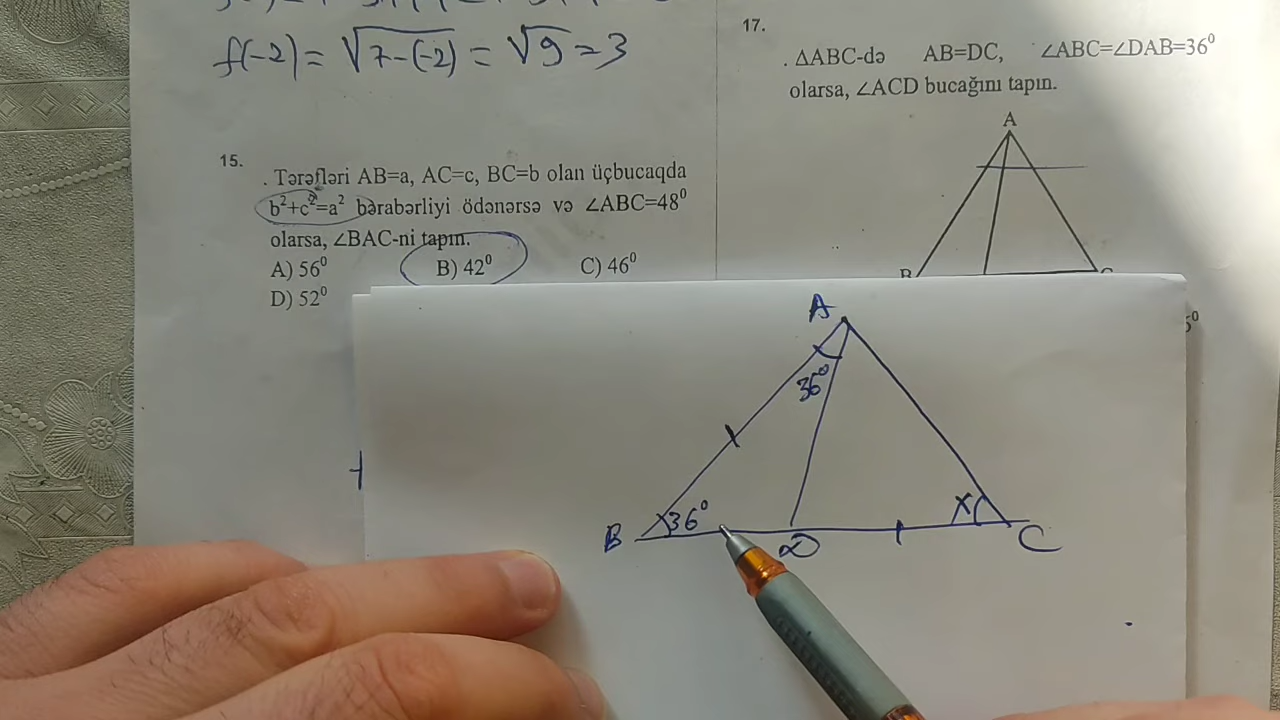 f(-2) = √7-(-2) = √9 = 3
15.
. Tərəfləri AB=a, AC=c, BC=b olan üçbucaqda
b²+c²=a² bərabərliyi ödənərsə və ∠ABC=48⁰
olarsa, ∠BAC-ni tapın.
A) 56⁰ B) 42⁰ C) 46⁰
D) 52⁰
17.
. ΔABC-də AB=DC, ∠ABC=∠DAB=36⁰
olarsa, ∠ACD bucağını tapın.
A
B C
A
36⁰
36⁰ x
B D C